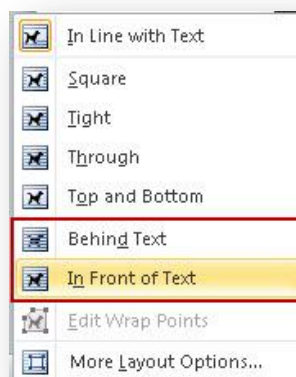 In Line with Text
Square
Tight
Through
Top and Bottom
Behind Text
In Front of Text
Edit Wrap Points
More Layout Options...